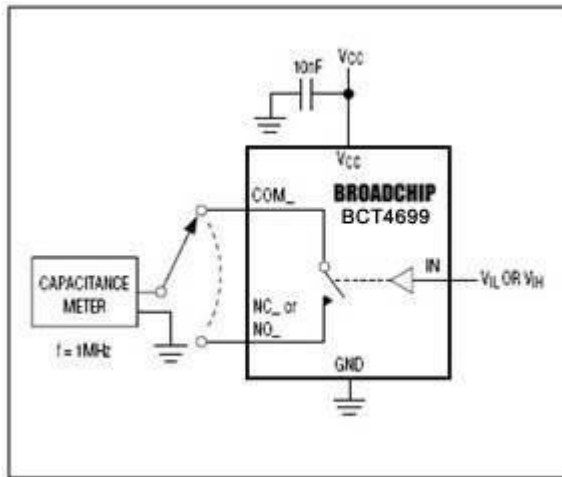 VCC
10nF
VCC
COM_
BROADCHIP
BCT4699
IN
VIL OR VIH
CAPACITANCE
METER
NC_ or
NO_
f = 1MHz
GND